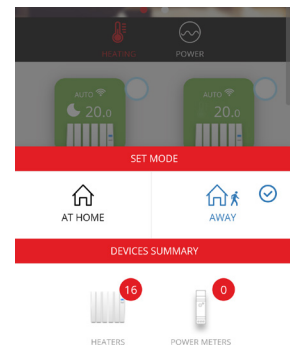 HEATING POWER
AUTO AUTO
20.0 20.0
SET MODE
AT HOME AWAY
DEVICES SUMMARY
16 0
HEATERS POWER METERS